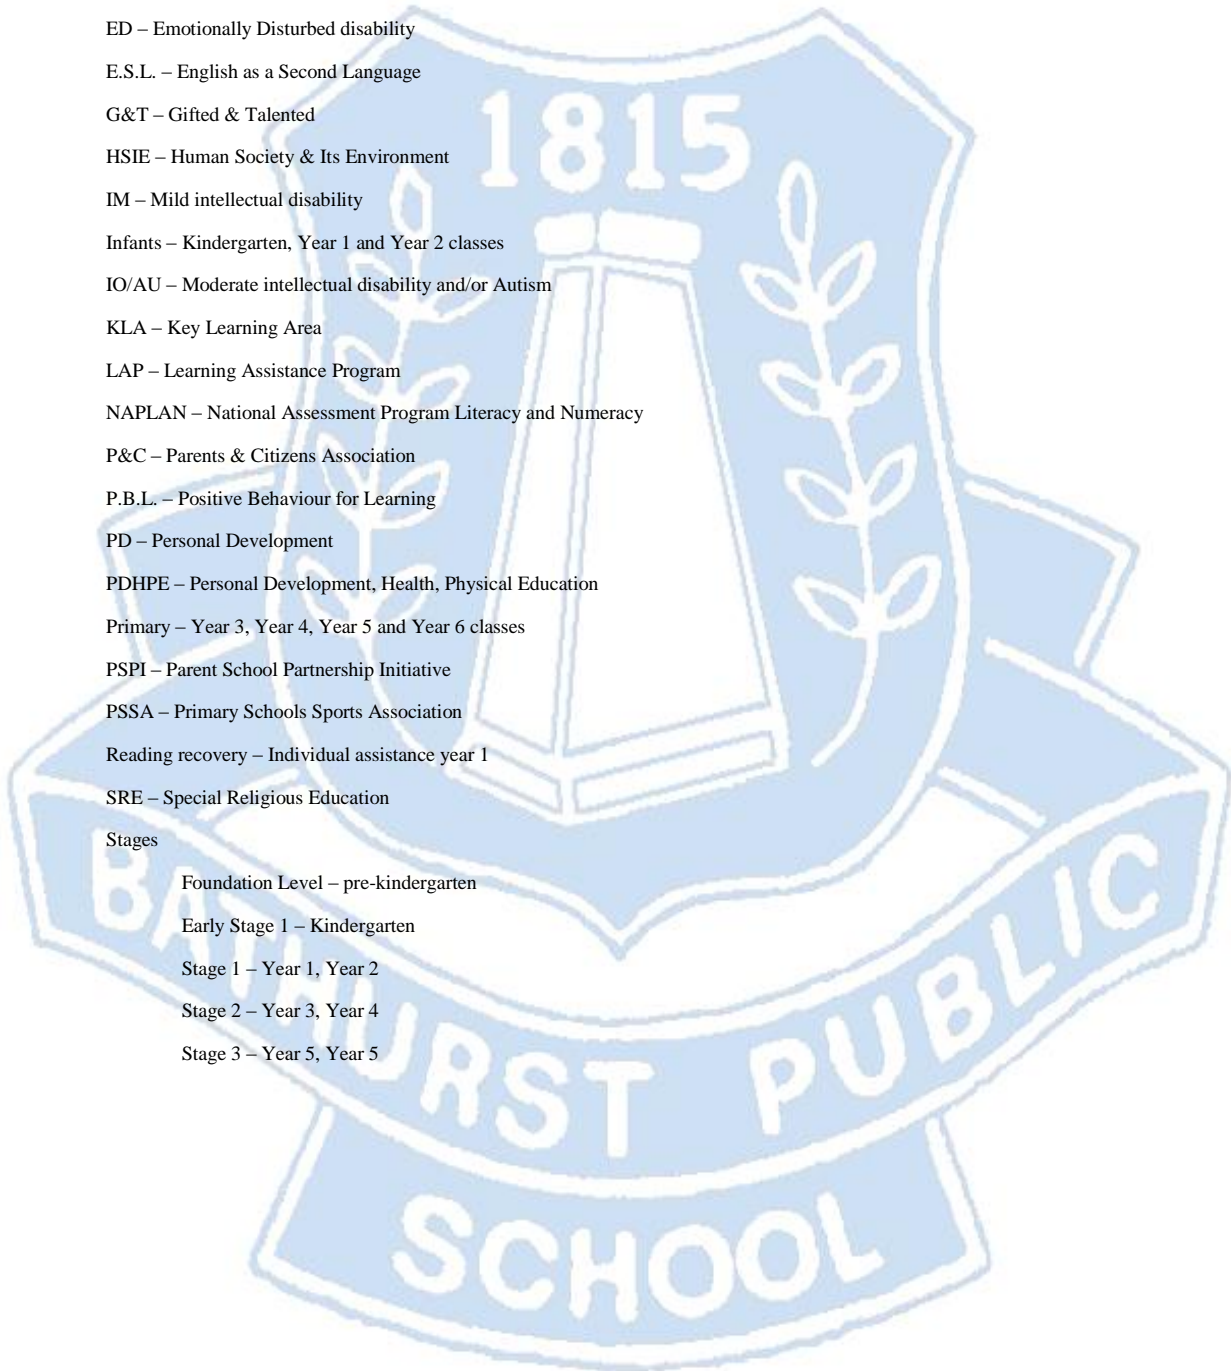 ED – Emotionally Disturbed disability
E.S.L. – English as a Second Language
G&T – Gifted & Talented
HSIE – Human Society & Its Environment
IM – Mild intellectual disability
Infants – Kindergarten, Year 1 and Year 2 classes
IO/AU – Moderate intellectual disability and/or Autism
KLA – Key Learning Area
LAP – Learning Assistance Program
NAPLAN – National Assessment Program Literacy and Numeracy
P&C – Parents & Citizens Association
P.B.L. – Positive Behaviour for Learning
PD – Personal Development
PDHPE – Personal Development, Health, Physical Education
Primary – Year 3, Year 4, Year 5 and Year 6 classes
PSPI – Parent School Partnership Initiative
PSSA – Primary Schools Sports Association
Reading recovery – Individual assistance year 1
SRE – Special Religious Education
Stages
Foundation Level – pre-kindergarten
Early Stage 1 – Kindergarten
Stage 1 – Year 1, Year 2
Stage 2 – Year 3, Year 4
Stage 3 – Year 5, Year 5
1815
BATHURST PUBLIC
SCHOOL